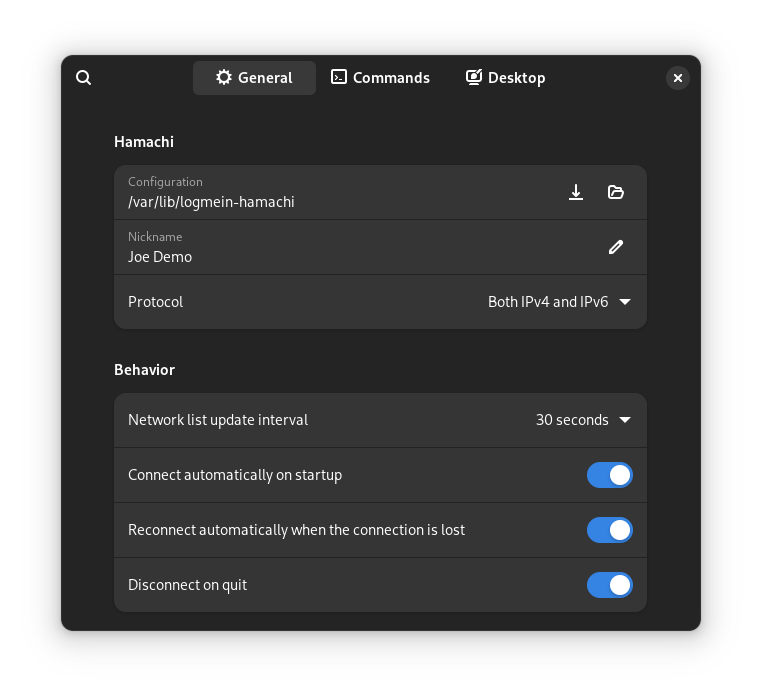 General
Commands
Desktop
Hamachi
Configuration
/var/lib/logmein-hamachi
Nickname
Joe Demo
Protocol
Both IPv4 and IPv6
Behavior
Network list update interval
30 seconds
Connect automatically on startup
Reconnect automatically when the connection is lost
Disconnect on quit